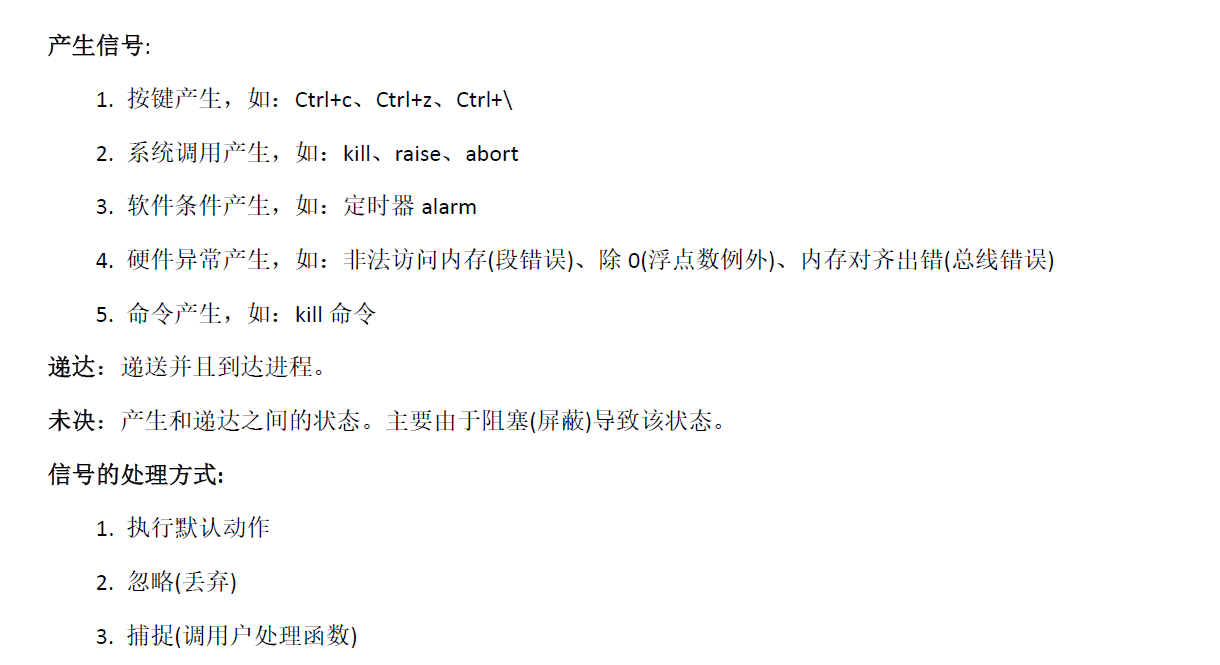 产生信号:
1. 按键产生，如：Ctrl+c、Ctrl+z、Ctrl+\
2. 系统调用产生，如：kill、raise、abort
3. 软件条件产生，如：定时器 alarm
4. 硬件异常产生，如：非法访问内存(段错误)、除 0(浮点数例外)、内存对齐出错(总线错误)
5. 命令产生，如：kill 命令
递达：递送并且到达进程。
未决：产生和递达之间的状态。主要由于阻塞(屏蔽)导致该状态。
信号的处理方式:
1. 执行默认动作
2. 忽略(丢弃)
3. 捕捉(调用户处理函数)